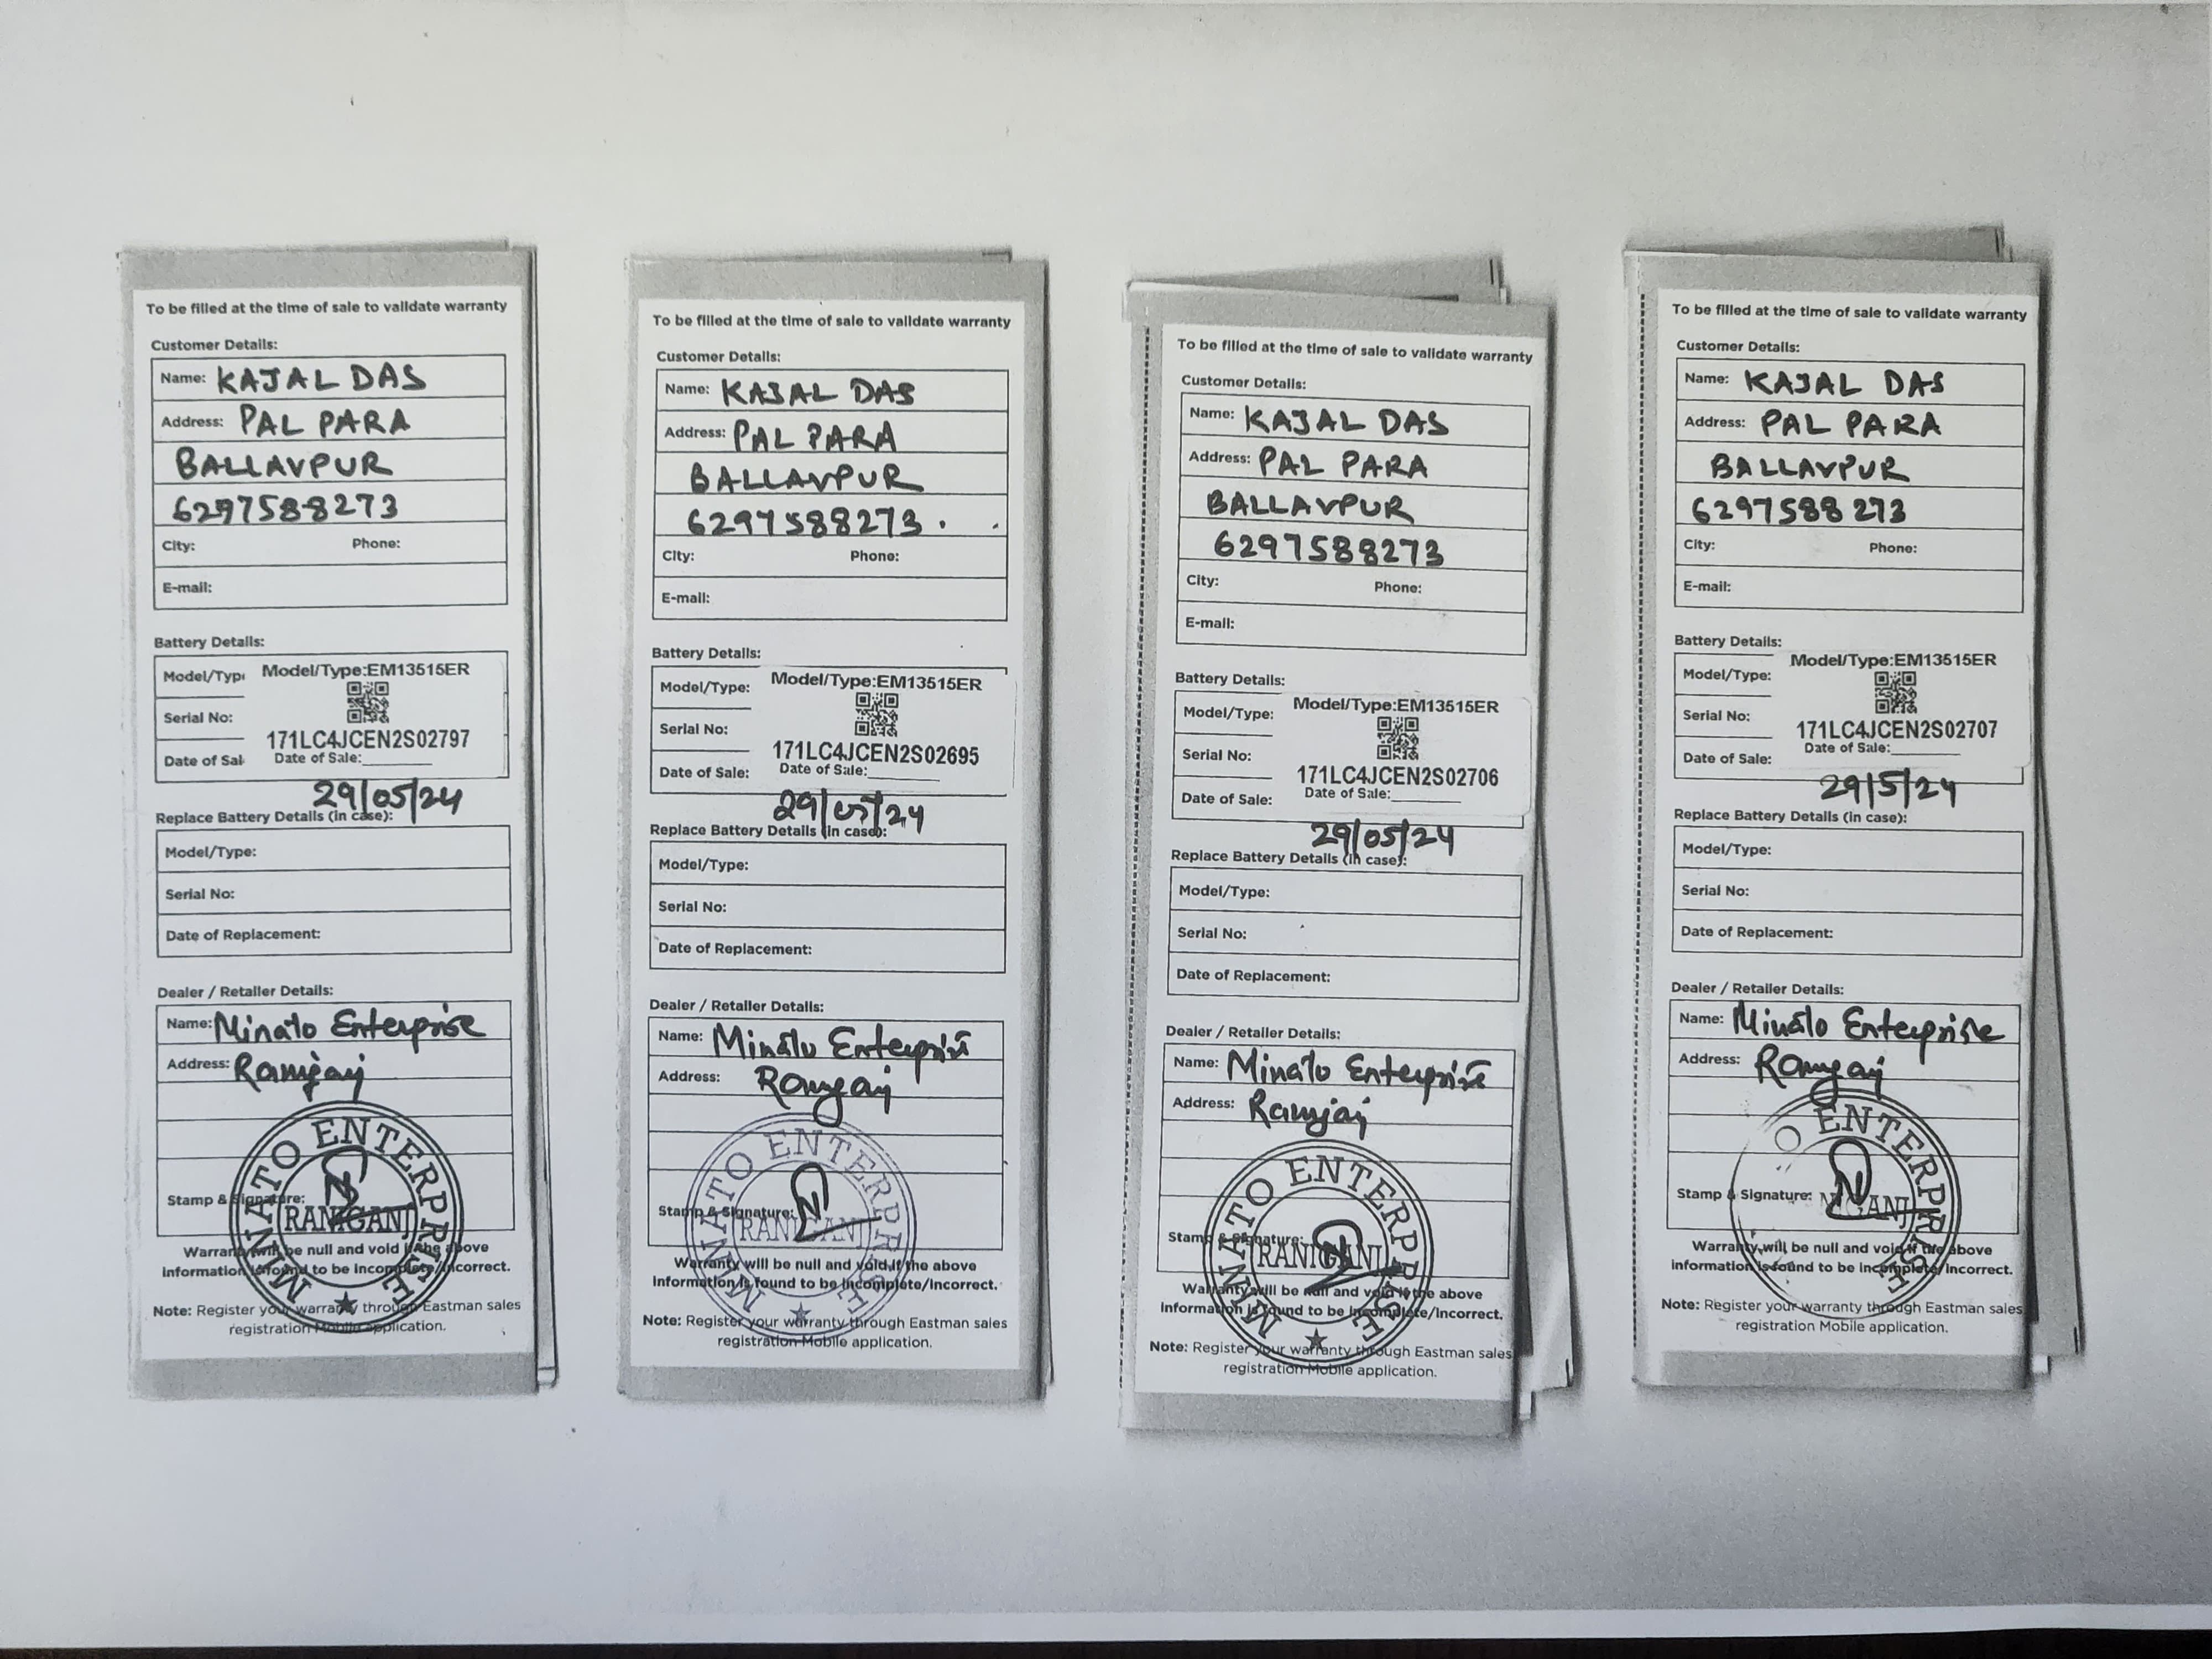 To be filled at the time of sale to validate warranty
Customer Details:
Name: KAJAL DAS
Address: PAL PARA
BALLAVPUR
6297588273
City: Phone:
E-mail:
Battery Details:
Model/Type
Model/Type:EM13515ER
Serial No:
171LC4JCEN2S02797
Date of Sal
Date of Sale:
29/05/24
Replace Battery Details (in case):
Model/Type:
Serial No:
Date of Replacement:
Dealer / Retailer Details:
Name: Minato Enterprise
Address: Raniganj
Stamp & Signature:
MINATO ENTERPRISE
RANIGANJ
Warranty will be null and void if the above
information is found to be incomplete/incorrect.
Note: Register your warranty through Eastman sales
registration Mobile application.
To be filled at the time of sale to validate warranty
Customer Details:
Name: KAJAL DAS
Address: PAL PARA
BALLAVPUR
6297588273.
City: Phone:
E-mail:
Battery Details:
Model/Type:
Model/Type:EM13515ER
Serial No:
171LC4JCEN2S02695
Date of Sale:
Date of Sale:
29/05/24
Replace Battery Details (in case):
Model/Type:
Serial No:
Date of Replacement:
Dealer / Retailer Details:
Name: Minato Enterprise
Address: Raniganj
Stamp & Signature:
MINATO ENTERPRISE
RANIGANJ
Warranty will be null and void if the above
information is found to be incomplete/incorrect.
Note: Register your warranty through Eastman sales
registration Mobile application.
To be filled at the time of sale to validate warranty
Customer Details:
Name: KAJAL DAS
Address: PAL PARA
BALLAVPUR
6297588273
City: Phone:
E-mail:
Battery Details:
Model/Type:
Model/Type:EM13515ER
Serial No:
171LC4JCEN2S02706
Date of Sale:
Date of Sale:
29/05/24
Replace Battery Details (in case):
Model/Type:
Serial No:
Date of Replacement:
Dealer / Retailer Details:
Name: Minato Enterprise
Address: Raniganj
Stamp & Signature:
MINATO ENTERPRISE
RANIGANJ
Warranty will be null and void if the above
information is found to be incomplete/incorrect.
Note: Register your warranty through Eastman sales
registration Mobile application.
To be filled at the time of sale to validate warranty
Customer Details:
Name: KAJAL DAS
Address: PAL PARA
BALLAVPUR
6297588273
City: Phone:
E-mail:
Battery Details:
Model/Type:
Model/Type:EM13515ER
Serial No:
171LC4JCEN2S02707
Date of Sale:
Date of Sale:
29/5/24
Replace Battery Details (in case):
Model/Type:
Serial No:
Date of Replacement:
Dealer / Retailer Details:
Name: Minato Enterprise
Address: Raniganj
Stamp & Signature:
O ENTERPRISE
NIGANJ
Warranty will be null and void if the above
information is found to be incomplete/incorrect.
Note: Register your warranty through Eastman sales
registration Mobile application.